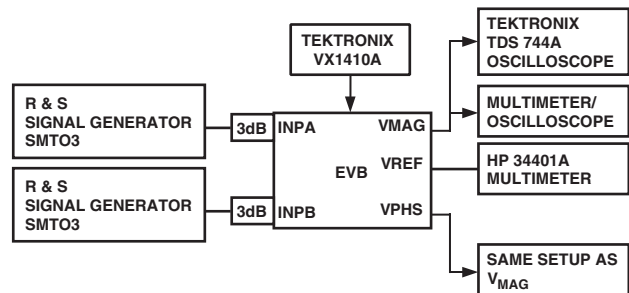 TEKTRONIX
VX1410A
TEKTRONIX
TDS 744A
OSCILLOSCOPE
R & S
SIGNAL GENERATOR
SMTO3
3dB
INPA
VMAG
MULTIMETER/
OSCILLOSCOPE
EVB
VREF
HP 34401A
MULTIMETER
R & S
SIGNAL GENERATOR
SMTO3
3dB
INPB
VPHS
SAME SETUP AS
VMAG